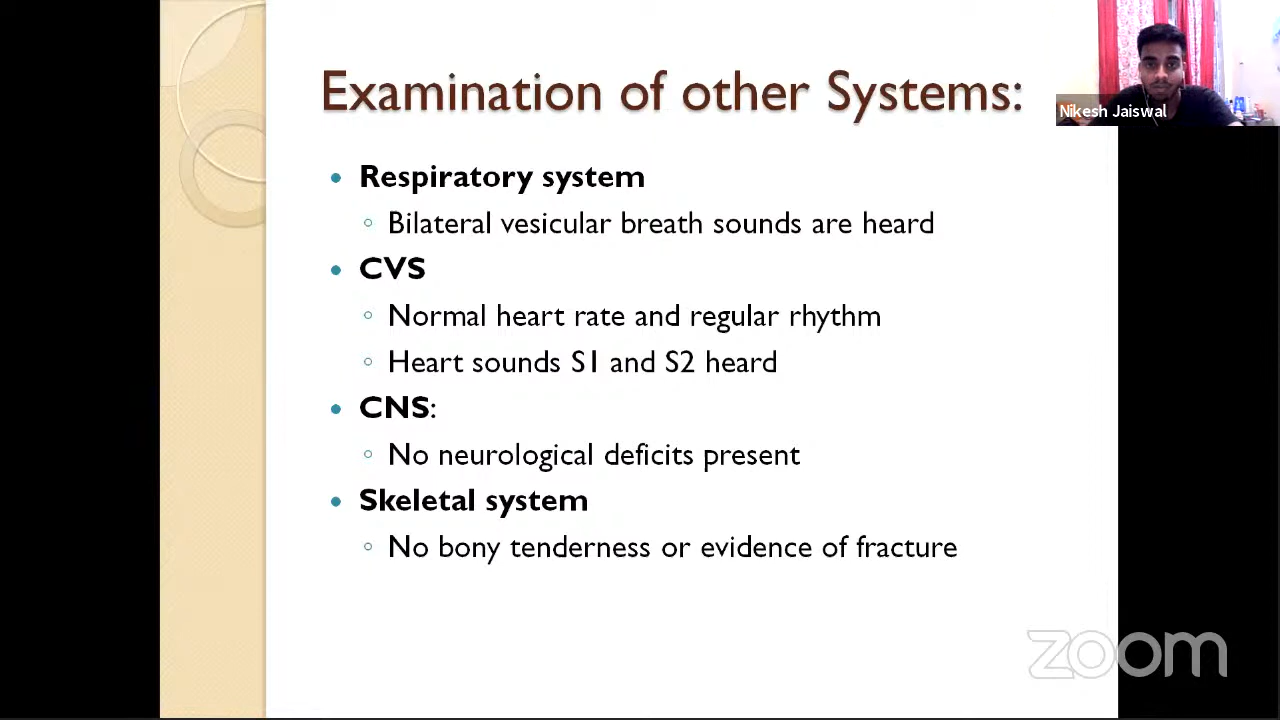 Examination of other Systems:
Nikesh Jaiswal
• Respiratory system
◦ Bilateral vesicular breath sounds are heard
• CVS
◦ Normal heart rate and regular rhythm
◦ Heart sounds S1 and S2 heard
• CNS:
◦ No neurological deficits present
• Skeletal system
◦ No bony tenderness or evidence of fracture
zoom